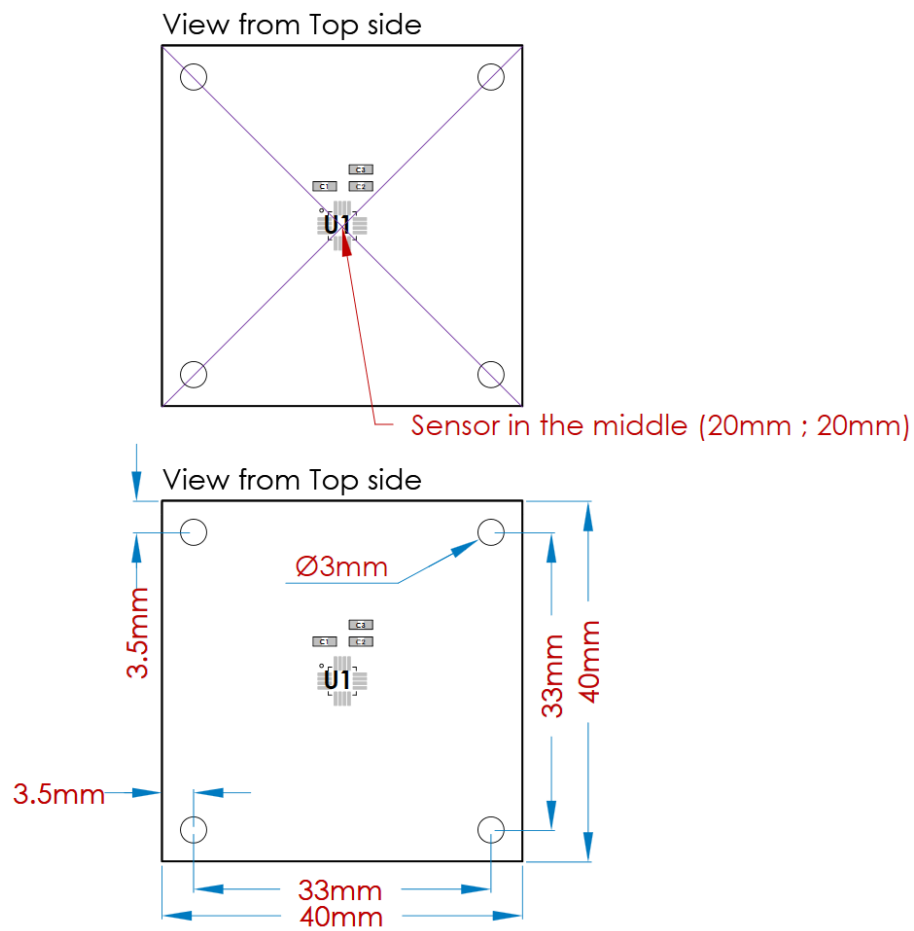 View from Top side
C3
C1
C2
U1
Sensor in the middle (20mm ; 20mm)
View from Top side
Ø3mm
3.5mm
C3
C1
C2
U1
33mm
40mm
3.5mm
33mm
40mm